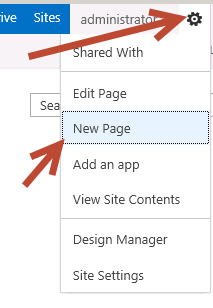 Sites administrator
Shared With
Edit Page
Sea
New Page
Add an app
View Site Contents
Design Manager
Site Settings